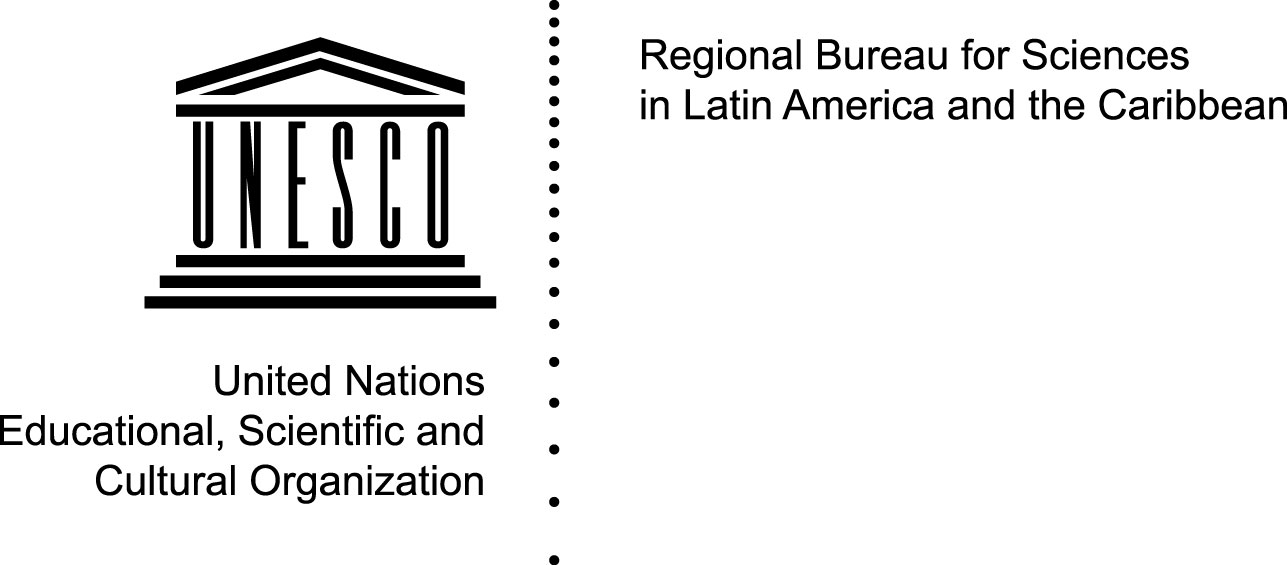 UNESCO
United Nations
Educational, Scientific and
Cultural Organization
Regional Bureau for Sciences
in Latin America and the Caribbean